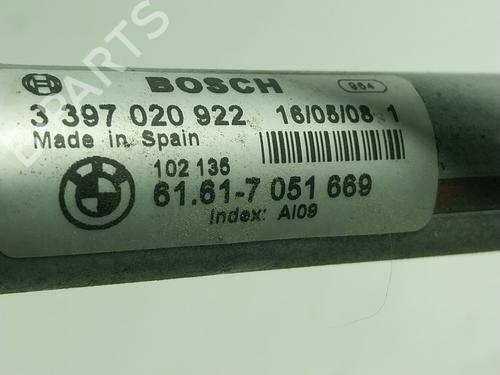 BOSCH 984
3 397 020 922 16/05/08 1
Made in Spain
102 136
61.61-7 051 669
Index: AI09